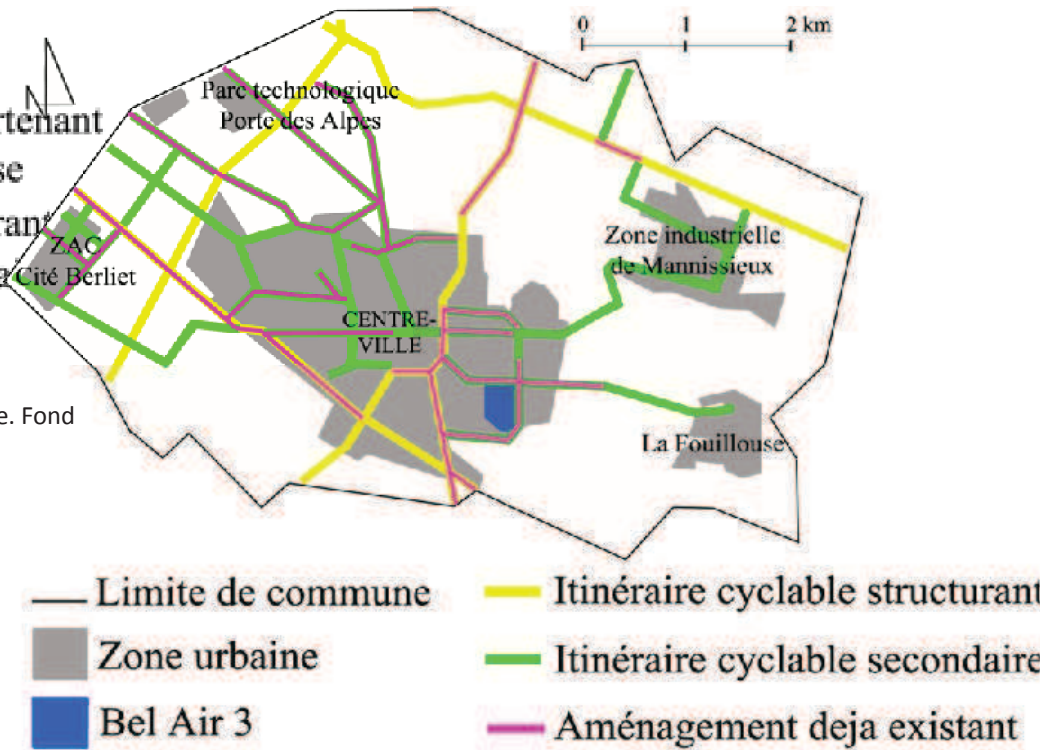 0 1 2 km
N
Parc technologique
Porte des Alpes
rtenant
se
rant
ZAC
Cité Berliet
Zone industrielle
de Mannissieux
CENTRE-
VILLE
e. Fond
La Fouillouse
Limite de commune
Zone urbaine
Bel Air 3
Itinéraire cyclable structurant
Itinéraire cyclable secondaire
Aménagement deja existant